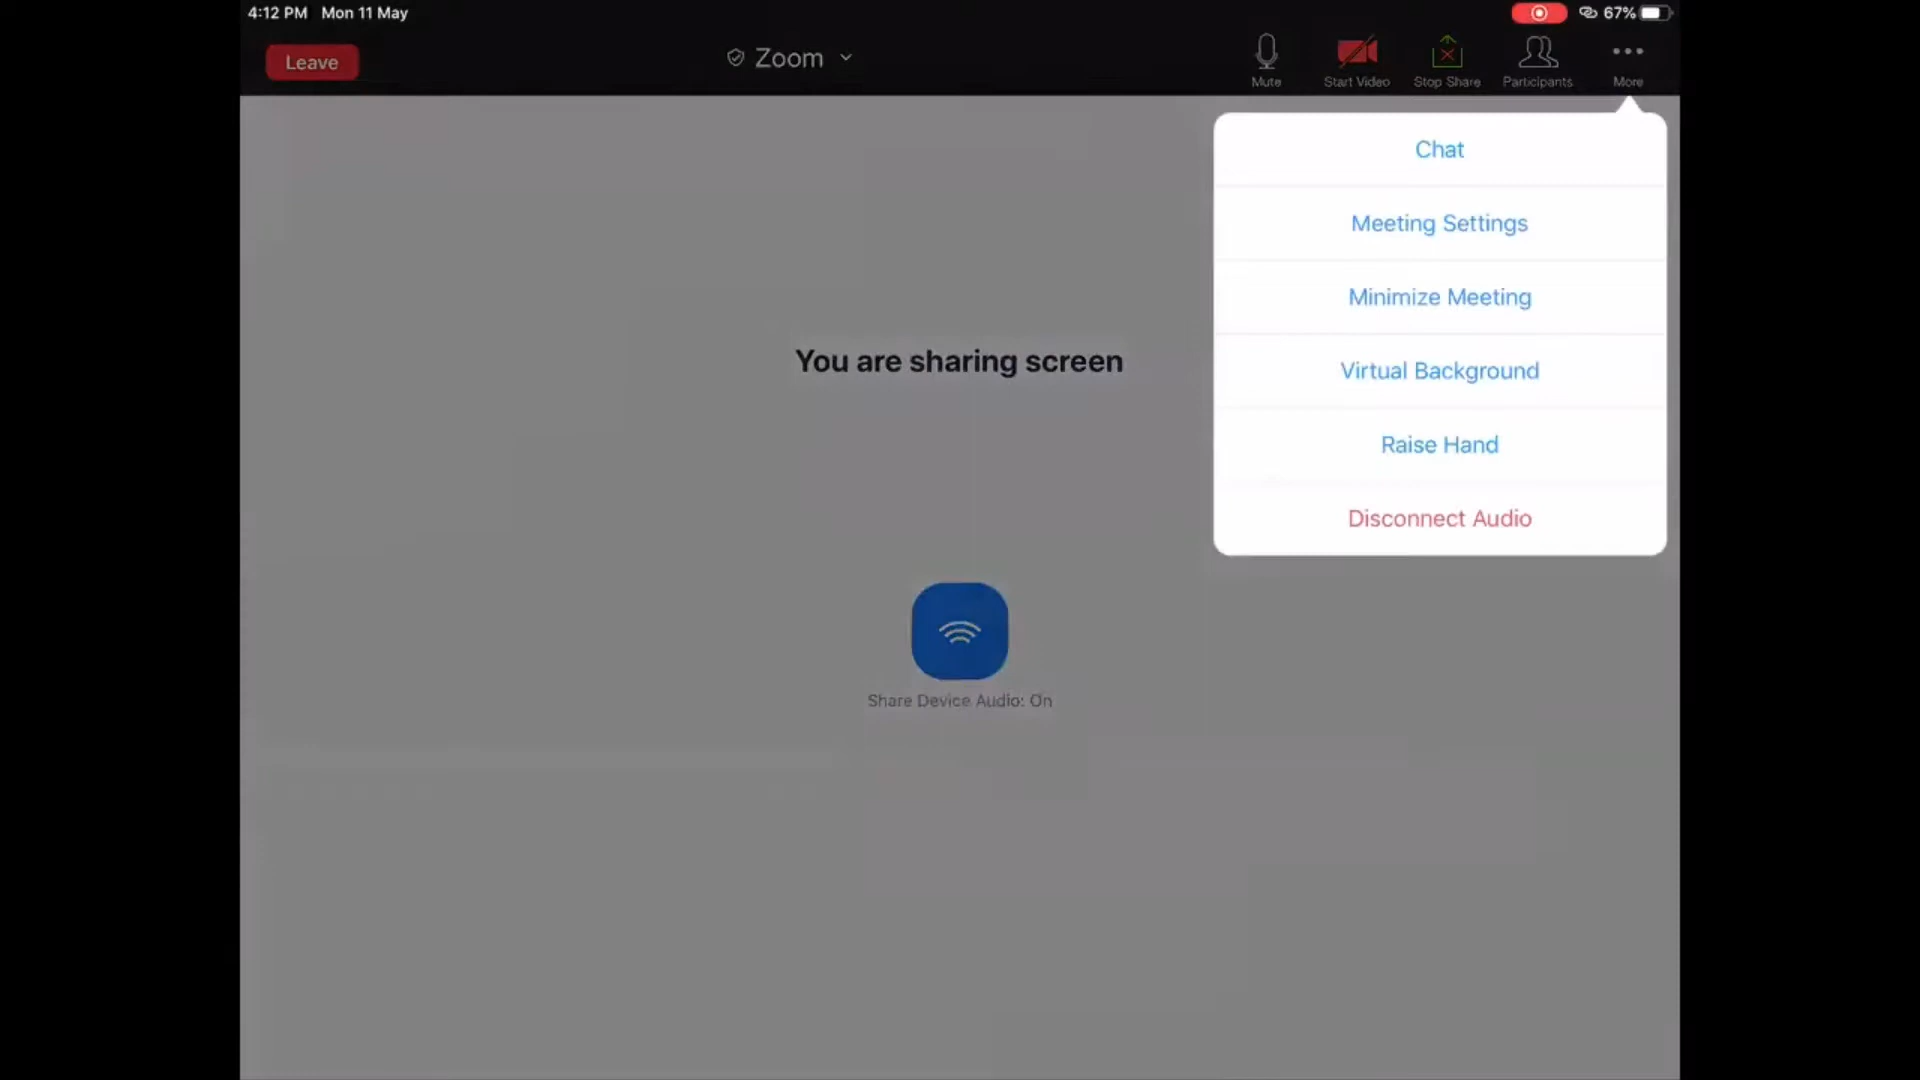 4:12 PM Mon 11 May
67%
Leave
Zoom
Mute
Start Video
Stop Share
Participants
More
Chat
Meeting Settings
Minimize Meeting
Virtual Background
Raise Hand
Disconnect Audio
You are sharing screen
Share Device Audio: On